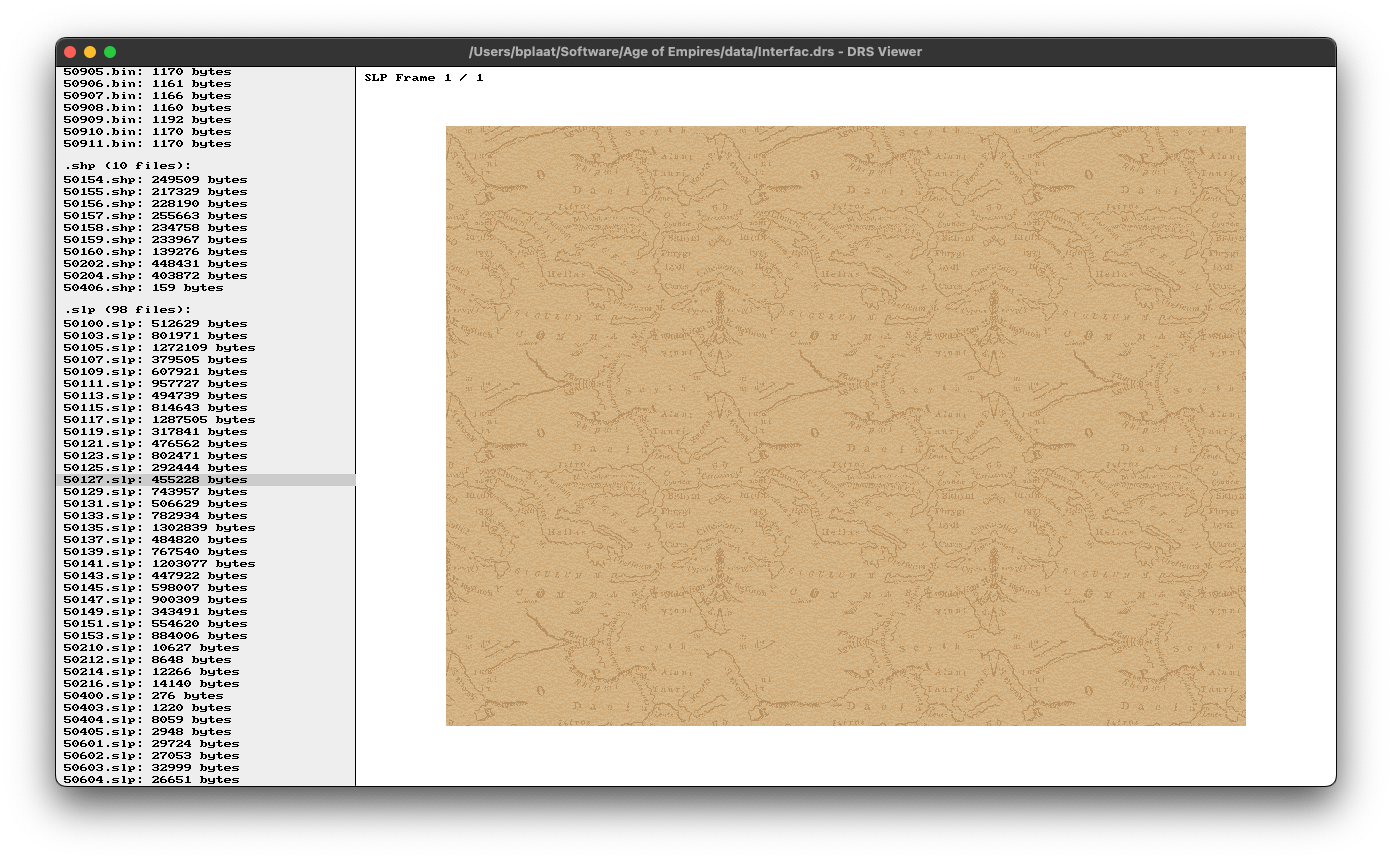 /Users/bplaat/Software/Age of Empires/data/Interfac.drs - DRS Viewer
50905.bin: 1170 bytes
50906.bin: 1161 bytes
50907.bin: 1166 bytes
50908.bin: 1160 bytes
50909.bin: 1192 bytes
50910.bin: 1170 bytes
50911.bin: 1170 bytes
.shp (10 files):
50154.shp: 249509 bytes
50155.shp: 217329 bytes
50156.shp: 228190 bytes
50157.shp: 255663 bytes
50158.shp: 234758 bytes
50159.shp: 233967 bytes
50160.shp: 139276 bytes
50202.shp: 448431 bytes
50204.shp: 403872 bytes
50406.shp: 159 bytes
.slp (98 files):
50100.slp: 512629 bytes
50103.slp: 801971 bytes
50105.slp: 1272109 bytes
50107.slp: 379505 bytes
50109.slp: 607921 bytes
50111.slp: 957727 bytes
50113.slp: 494739 bytes
50115.slp: 814643 bytes
50117.slp: 1287505 bytes
50119.slp: 317841 bytes
50121.slp: 476562 bytes
50123.slp: 802471 bytes
50125.slp: 292444 bytes
50127.slp: 455228 bytes
50129.slp: 743957 bytes
50131.slp: 506629 bytes
50133.slp: 782934 bytes
50135.slp: 1302839 bytes
50137.slp: 484820 bytes
50139.slp: 767540 bytes
50141.slp: 1203077 bytes
50143.slp: 447922 bytes
50145.slp: 598007 bytes
50147.slp: 900309 bytes
50149.slp: 343491 bytes
50151.slp: 554620 bytes
50153.slp: 884006 bytes
50210.slp: 10627 bytes
50212.slp: 8648 bytes
50214.slp: 12266 bytes
50216.slp: 14140 bytes
50400.slp: 276 bytes
50403.slp: 1220 bytes
50404.slp: 8059 bytes
50405.slp: 2948 bytes
50601.slp: 29724 bytes
50602.slp: 27053 bytes
50603.slp: 32999 bytes
50604.slp: 26651 bytes
SLP Frame 1 / 1
Hellas
Hellas
Hellas
Hellas